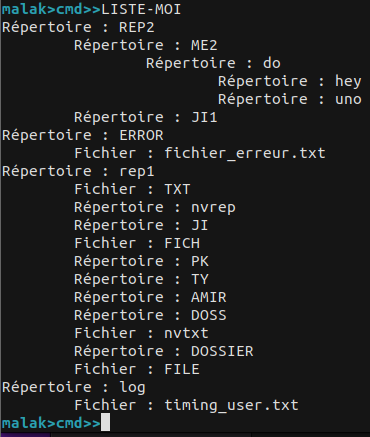 malak>cmd>>LISTE-MOI
Répertoire : REP2
Répertoire : ME2
Répertoire : do
Répertoire : hey
Répertoire : uno
Répertoire : JI1
Répertoire : ERROR
Fichier : fichier_erreur.txt
Répertoire : rep1
Fichier : TXT
Répertoire : nvrep
Répertoire : JI
Fichier : FICH
Répertoire : PK
Répertoire : TY
Répertoire : AMIR
Répertoire : DOSS
Fichier : nvtxt
Répertoire : DOSSIER
Fichier : FILE
Répertoire : log
Fichier : timing_user.txt
malak>cmd>>